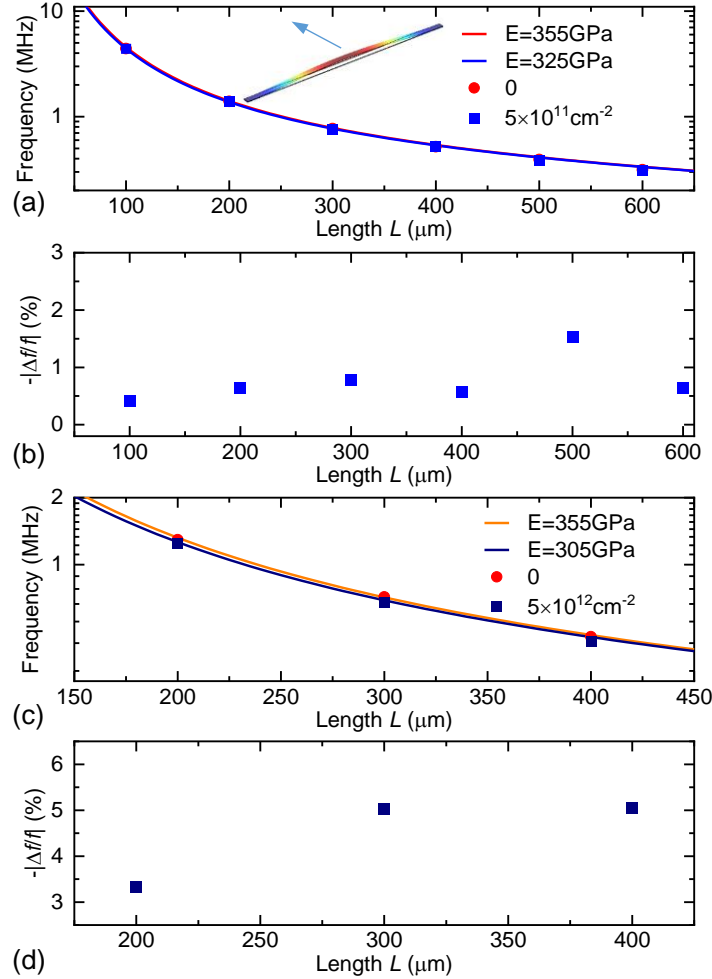 10
1
Frequency (MHz)
E=355GPa
E=325GPa
0
5×10¹¹cm⁻²
100 200 300 400 500 600
(a)
Length L (μm)
3
2
1
0
-|Δf/f| (%)
100 200 300 400 500 600
(b)
Length L (μm)
2
1
Frequency (MHz)
E=355GPa
E=305GPa
0
5×10¹²cm⁻²
150 200 250 300 350 400 450
(c)
Length L (μm)
6
5
4
3
-|Δf/f| (%)
200 250 300 350 400
(d)
Length L (μm)